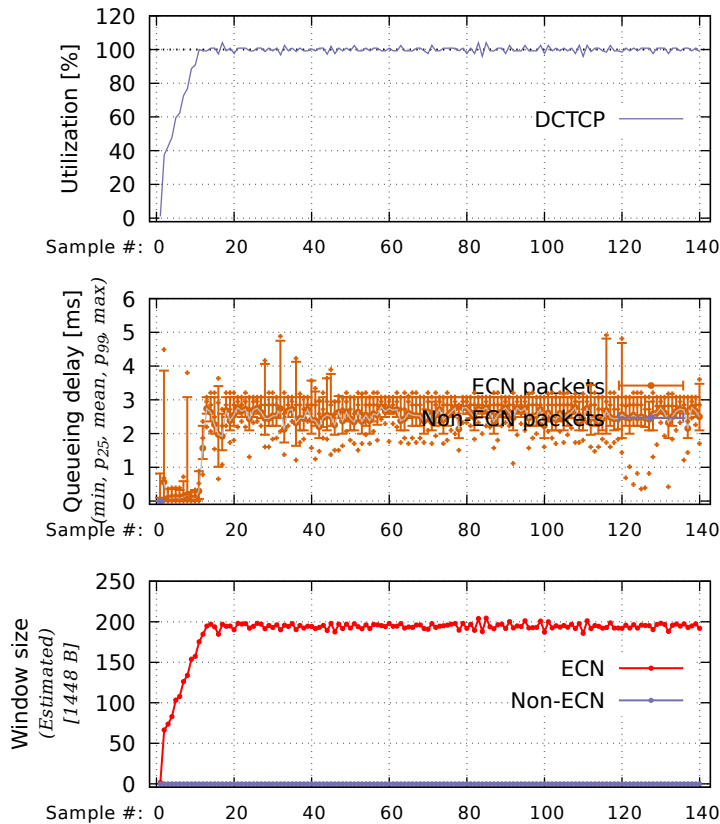 Utilization [%]
120
100
80
60
40
20
0
DCTCP
Sample #: 0 20 40 60 80 100 120 140
Queueing delay [ms]
(min, p25, mean, p99, max)
6
5
4
3
2
1
0
ECN packets
Non-ECN packets
Sample #: 0 20 40 60 80 100 120 140
Window size
(Estimated)
[1448 B]
250
200
150
100
50
0
ECN
Non-ECN
Sample #: 0 20 40 60 80 100 120 140